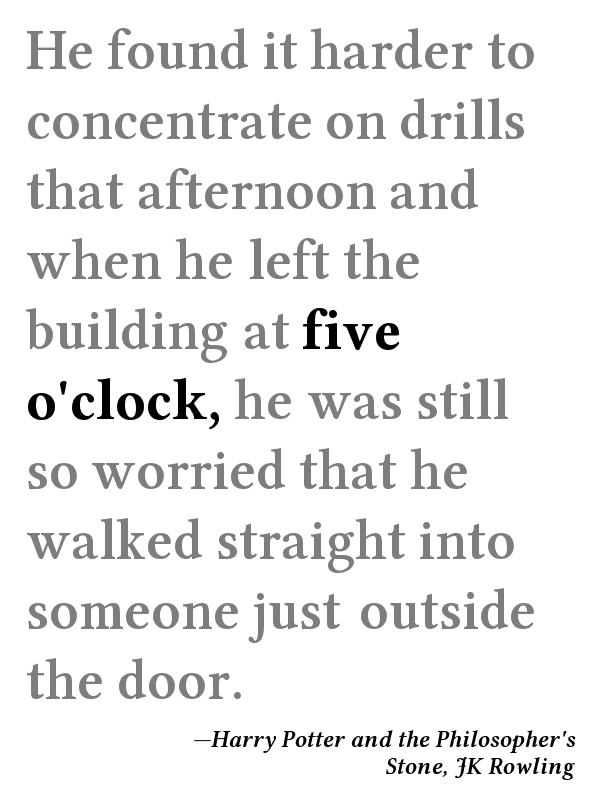 He found it harder to
concentrate on drills
that afternoon and
when he left the
building at five
o'clock, he was still
so worried that he
walked straight into
someone just outside
the door.
—Harry Potter and the Philosopher's
Stone, JK Rowling